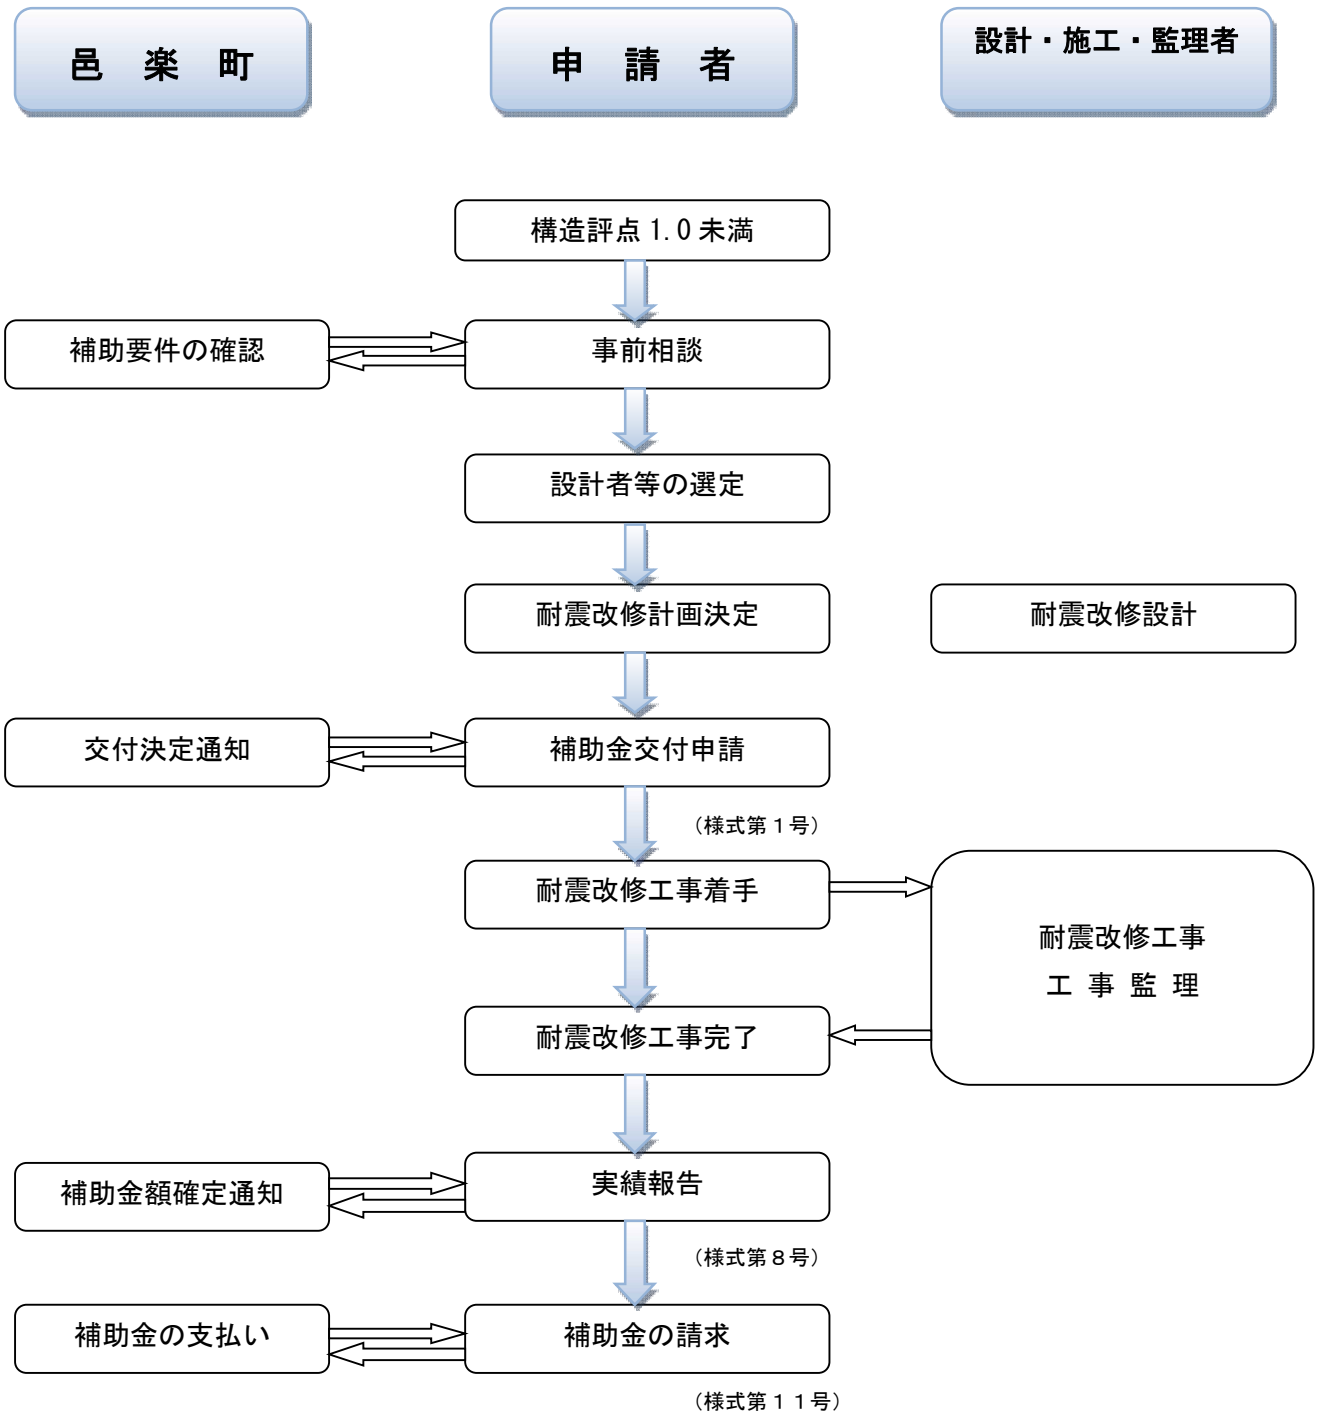 邑　楽　町
申　請　者
設計・施工・監理者
構造評点 1.0 未満
補助要件の確認
事前相談
設計者等の選定
耐震改修計画決定
耐震改修設計
交付決定通知
補助金交付申請
（様式第１号）
耐震改修工事着手
耐震改修工事
工 事 監 理
耐震改修工事完了
補助金額確定通知
実績報告
（様式第８号）
補助金の支払い
補助金の請求
（様式第１１号）